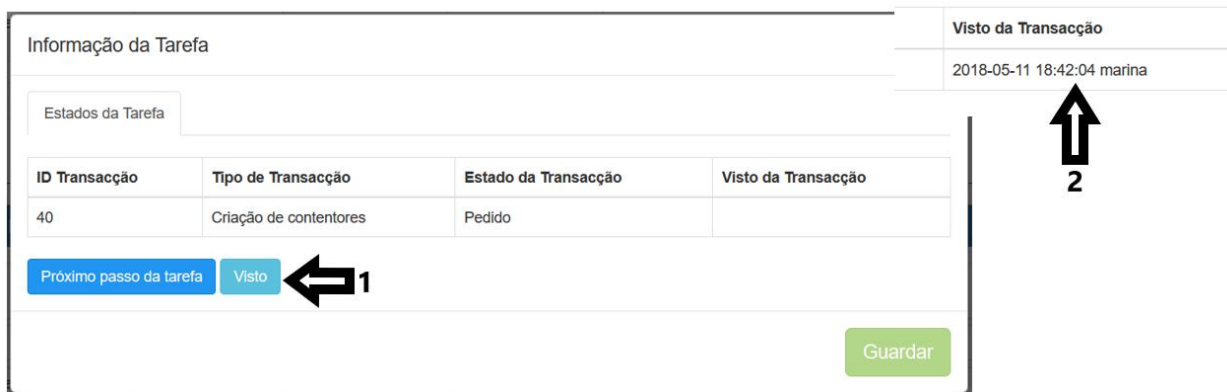 Informação da Tarefa
Estados da Tarefa
ID Transacção Tipo de Transacção Estado da Transacção Visto da Transacção
40 Criação de contentores Pedido
Próximo passo da tarefa Visto 1
Guardar
Visto da Transacção
2018-05-11 18:42:04 marina
2